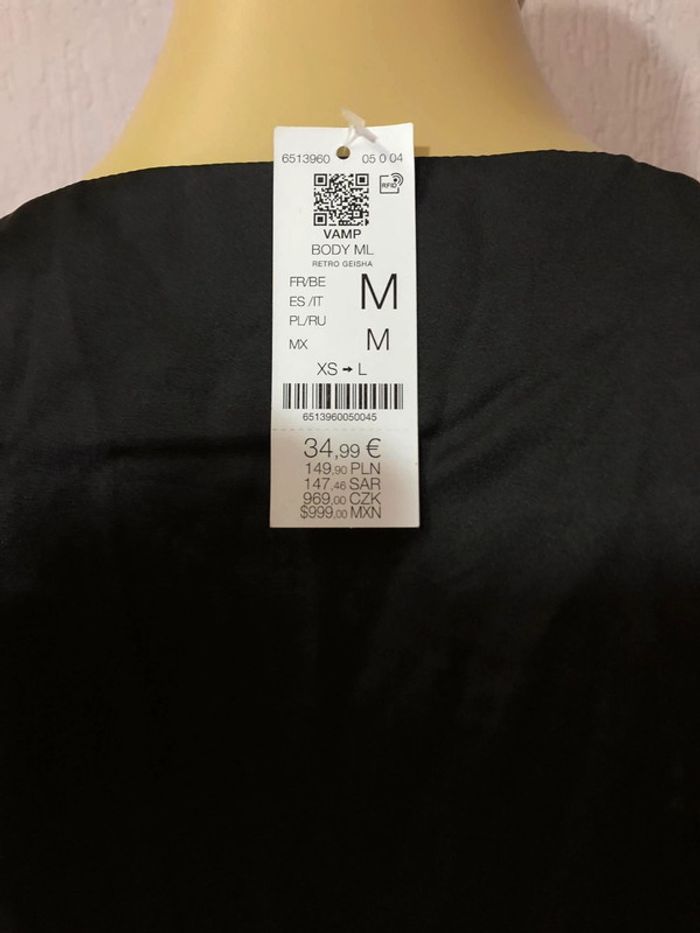 6513960 05 0 04
RFID
VAMP
BODY ML
RETRO GEISHA
FR/BE
ES /IT
PL/RU
M
MX
M
XS → L
6513960050045
34,99 €
149,90 PLN
147,46 SAR
969,00 CZK
$999,00 MXN